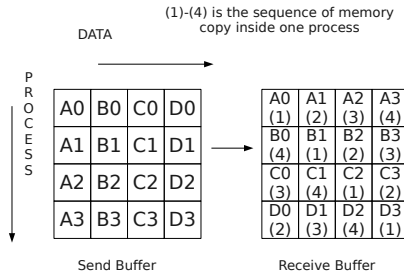 (1)-(4) is the sequence of memory
copy inside one process
DATA
PROCESS
A0 B0 C0 D0
A1 B1 C1 D1
A2 B2 C2 D2
A3 B3 C3 D3
Send Buffer
A0 A1 A2 A3
(1) (2) (3) (4)
B0 B1 B2 B3
(4) (1) (2) (3)
C0 C1 C2 C3
(3) (4) (1) (2)
D0 D1 D2 D3
(2) (3) (4) (1)
Receive Buffer